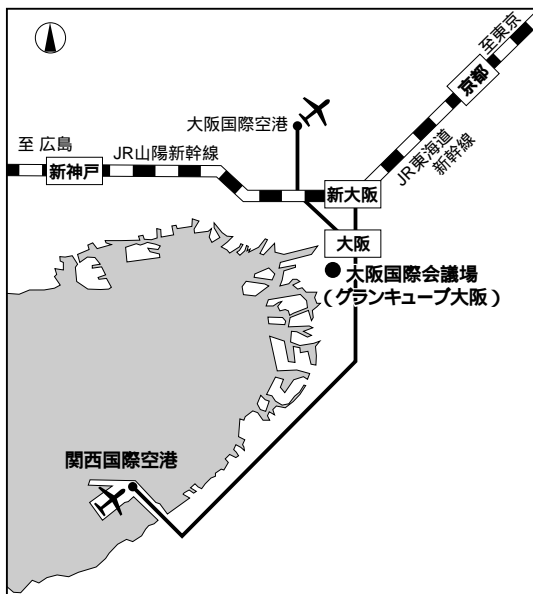 至東京
京都
JR東海道
新幹線
大阪国際空港
至 広島
JR山陽新幹線
新神戸
新大阪
大阪
大阪国際会議場
（グランキューブ大阪）
関西国際空港